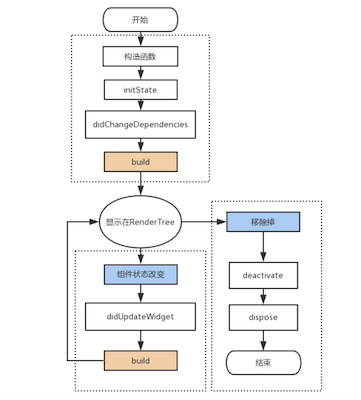 开始
构造函数
initState
didChangeDependencies
build
显示在RenderTree
移除掉
组件状态改变
deactivate
didUpdateWidget
dispose
build
结束